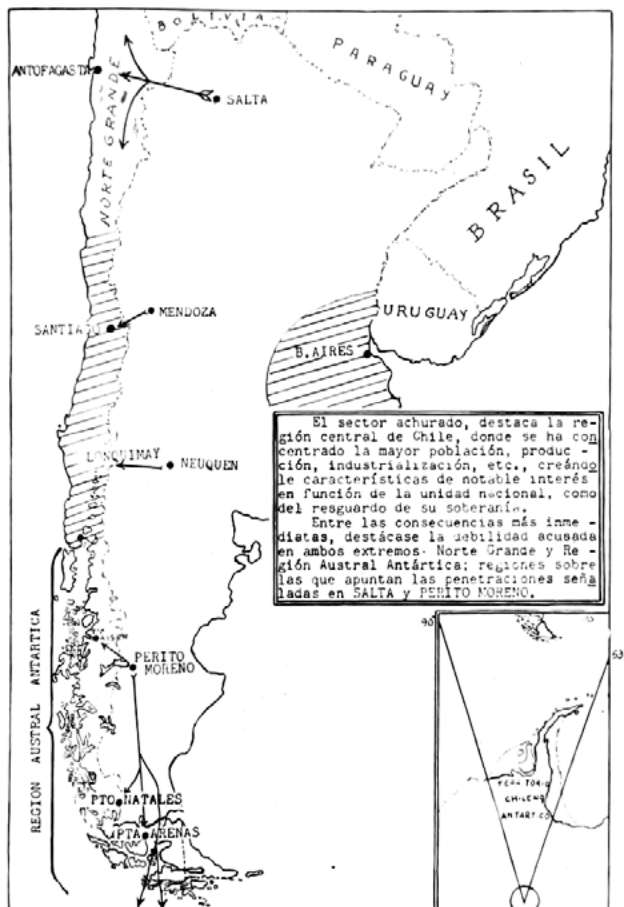 BOLIVIA
PARAGUAY
ANTOFAGASTA
SALTA
NORTE GRANDE
BRASIL
MENDOZA
URUGUAY
SANTIAGO
B.AIRES
LONQUIMAY
NEUQUEN
El sector achurado, destaca la re-
gión central de Chile, donde se ha con
centrado la mayor población, produc -
ción, industrialización, etc., creándo
le características de notable interés
en función de la unidad nacional, como
del resguardo de su soberanía.
Entre las consecuencias más inme -
diatas, destácase la debilidad acusada
en ambos extremos- Norte Grande y Re -
gión Austral Antártica; regiones sobre
las que apuntan las penetraciones seña
ladas en SALTA y PERITO MORENO.
90
53
PERITO
MORENO
REGION AUSTRAL ANTARTICA
TERRITORIO
CHILENO
ANTARTICO
PTO NATALES
PTA ARENAS